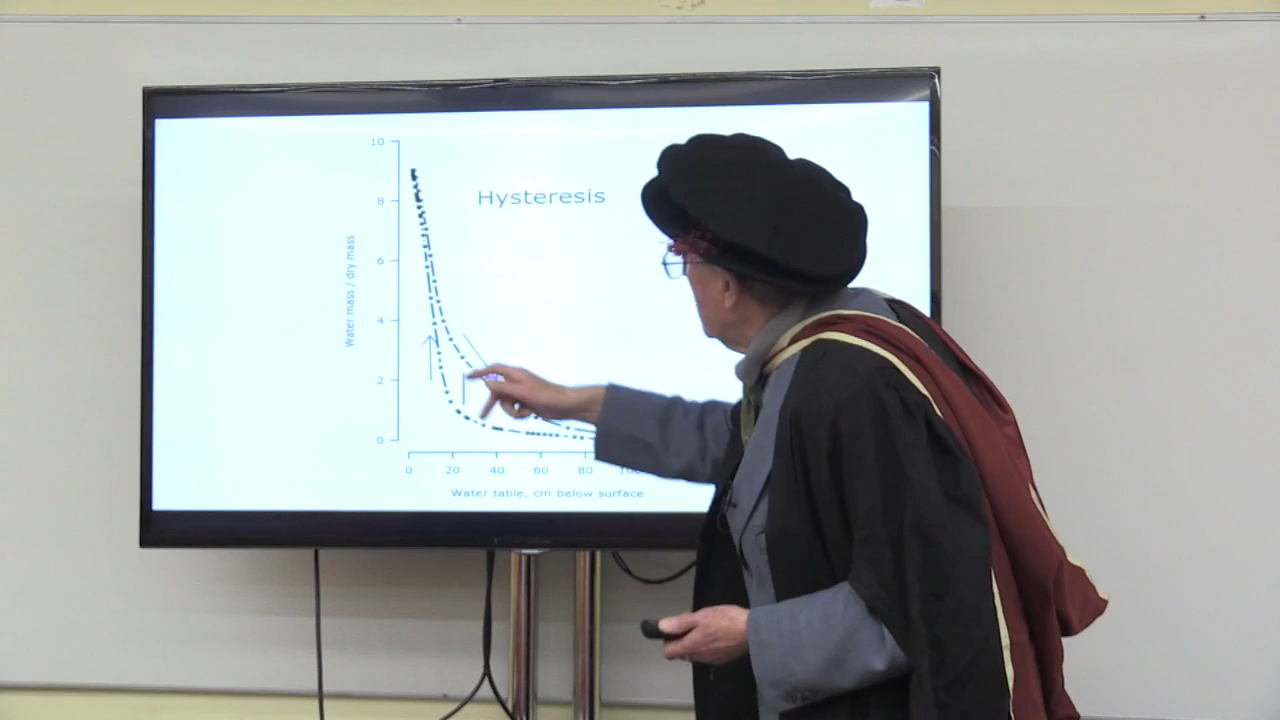 Hysteresis
10
8
6
4
2
0
Water mass / dry mass
0 20 40 60 80 100
Water table, cm below surface